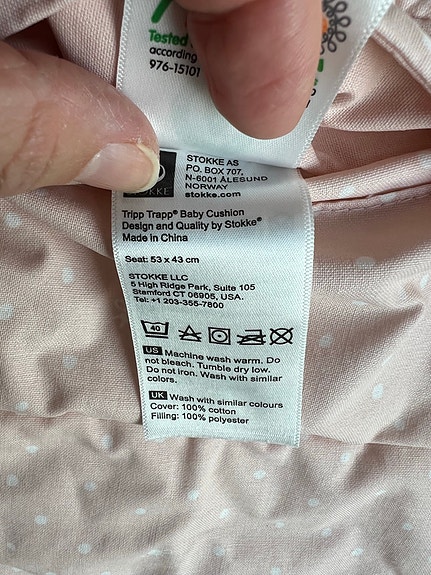 Tested
according
976-15101
STOKKE AS
PO. BOX 707,
N-6001 ÅLESUND
NORWAY
stokke.com
Tripp Trapp® Baby Cushion
Design and Quality by Stokke®
Made in China
Seat: 53 x 43 cm
STOKKE LLC
5 High Ridge Park, Suite 105
Stamford CT 06905, USA.
Tel: +1 203-355-7800
40
US Machine wash warm. Do
not bleach. Tumble dry low.
Do not iron. Wash with similar
colors.
UK Wash with similar colours
Cover: 100% cotton
Filling: 100% polyester